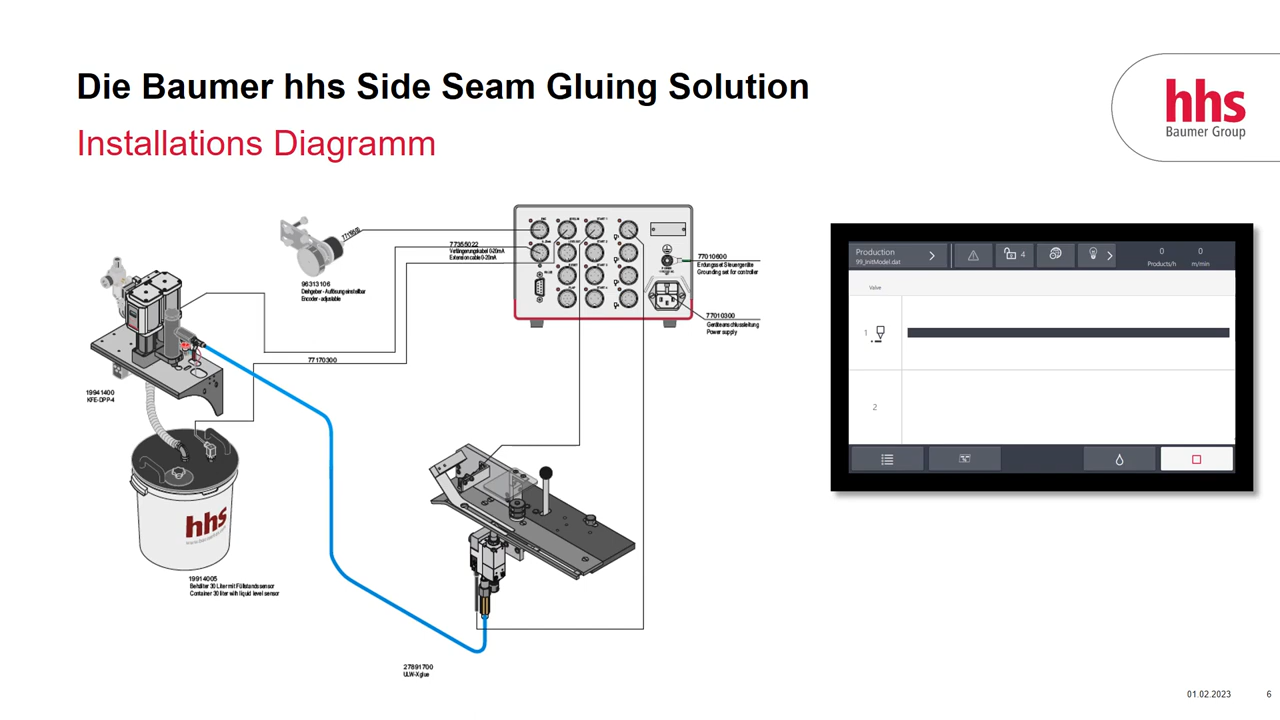 Die Baumer hhs Side Seam Gluing Solution
Installations Diagramm
hhs
Baumer Group
77355022
Verlängerungskabel 0-20mA
Extension cable 0-20mA
96313106
Drehgeber - Auflösung einstellbar
Encoder - adjustable
77010600
Erdungsset Steuergeräte
Grounding set for controller
77010300
Geräteanschlussleitung
Power supply
77170300
19941400
KFE-DPP-4
hhs
19914005
Behälter 30 Liter mit Füllstandssensor
Container 30 liter with liquid level sensor
27891700
ULW-Xglue
Production
99_InitModel.dat
4
0
Products/h
0
m/min
Valve
1
2
01.02.2023
6